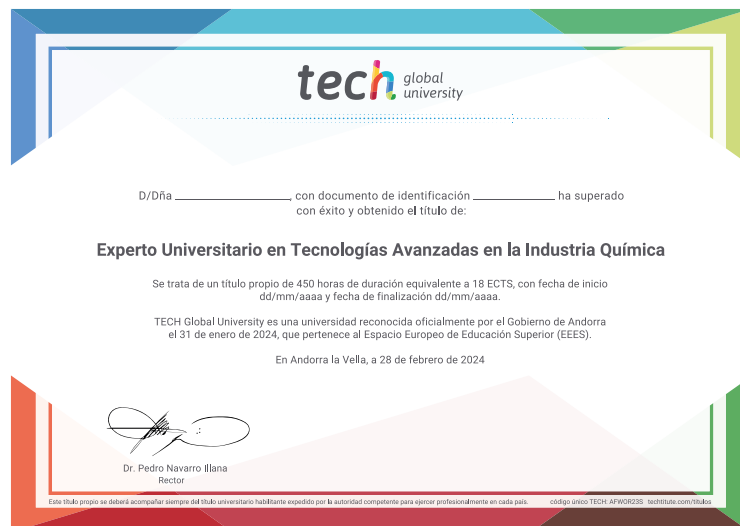 tech global
university
D/Dña ______________, con documento de identificación __________ ha superado
con éxito y obtenido el título de:
Experto Universitario en Tecnologías Avanzadas en la Industria Química
Se trata de un título propio de 450 horas de duración equivalente a 18 ECTS, con fecha de inicio
dd/mm/aaaa y fecha de finalización dd/mm/aaaa.
TECH Global University es una universidad reconocida oficialmente por el Gobierno de Andorra
el 31 de enero de 2024, que pertenece al Espacio Europeo de Educación Superior (EEES).
En Andorra la Vella, a 28 de febrero de 2024
Dr. Pedro Navarro Illana
Rector
Este título propio se deberá acompañar siempre del título universitario habilitante expedido por la autoridad competente para ejercer profesionalmente en cada país. código único TECH: AFWOR23S techtitute.com/titulos